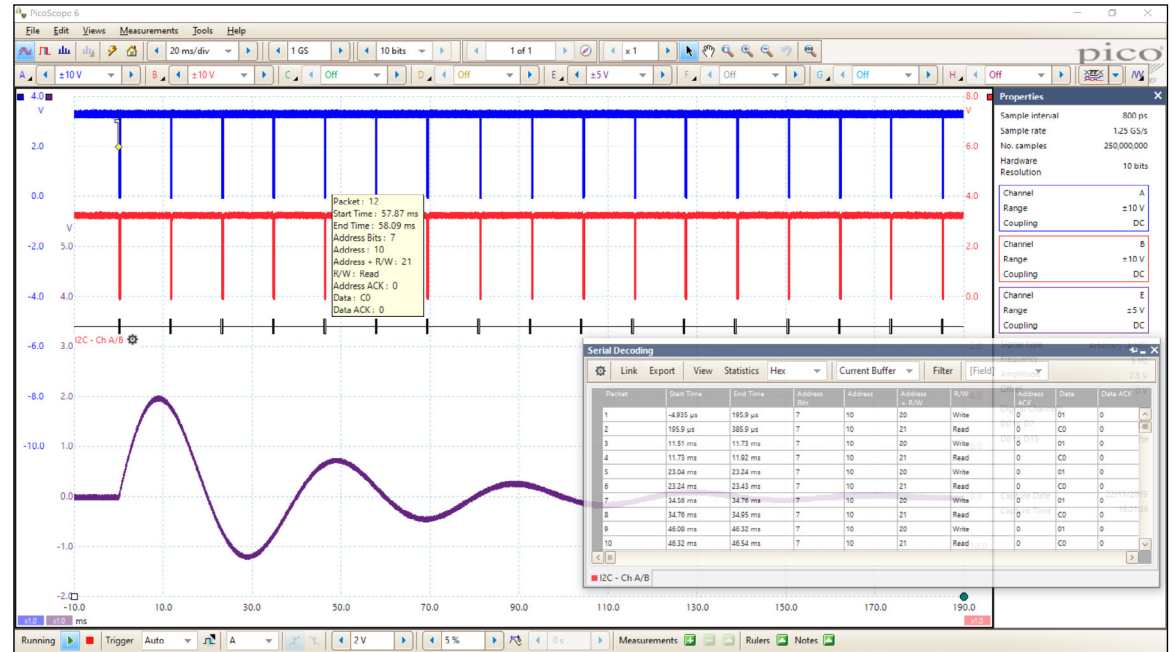 PicoScope 6
File Edit Views Measurements Tools Help
20 ms/div 1 GS 10 bits 1 of 1 x 1
pico
A ±10 V B ±10 V C Off D Off E ±5 V F Off G Off H Off
4.0 8.0
V V
2.0 6.0
0.0 4.0
V
-2.0 5.0 2.0
-4.0 4.0 0.0
-6.0 3.0
I2C - Ch A/B
-8.0 2.0
-10.0 1.0
0.0
-1.0
-2.0
-10.0 10.0 30.0 50.0 70.0 90.0 110.0 130.0 150.0 170.0 190.0
x1.0 x1.0 ms x1.0
Packet : 12
Start Time : 57.87 ms
End Time : 58.09 ms
Address Bits : 7
Address : 10
Address + R/W : 21
R/W : Read
Address ACK : 0
Data : C0
Data ACK : 0
Properties
Sample interval 800 ps
Sample rate 1.25 GS/s
No. samples 250,000,000
Hardware
Resolution 10 bits
Channel A
Range ±10 V
Coupling DC
Channel B
Range ±10 V
Coupling DC
Channel E
Range ±5 V
Coupling DC
Serial Decoding
Link Export View Statistics Hex Current Buffer Filter [Field]
Packet Start Time End Time Address Bits Address Address + R/W R/W Address ACK Data Data ACK
1 -4.935 µs 195.9 µs 7 10 20 Write 0 01 0
2 195.9 µs 385.9 µs 7 10 21 Read 0 C0 0
3 11.51 ms 11.73 ms 7 10 20 Write 0 01 0
4 11.73 ms 11.92 ms 7 10 21 Read 0 C0 0
5 23.04 ms 23.24 ms 7 10 20 Write 0 01 0
6 23.24 ms 23.43 ms 7 10 21 Read 0 C0 0
7 34.56 ms 34.76 ms 7 10 20 Write 0 01 0
8 34.76 ms 34.95 ms 7 10 21 Read 0 C0 0
9 46.08 ms 46.32 ms 7 10 20 Write 0 01 0
10 46.32 ms 46.54 ms 7 10 21 Read 0 C0 0
I2C - Ch A/B
Running Trigger Auto A 2 V 5 % 0 s Measurements Rulers Notes